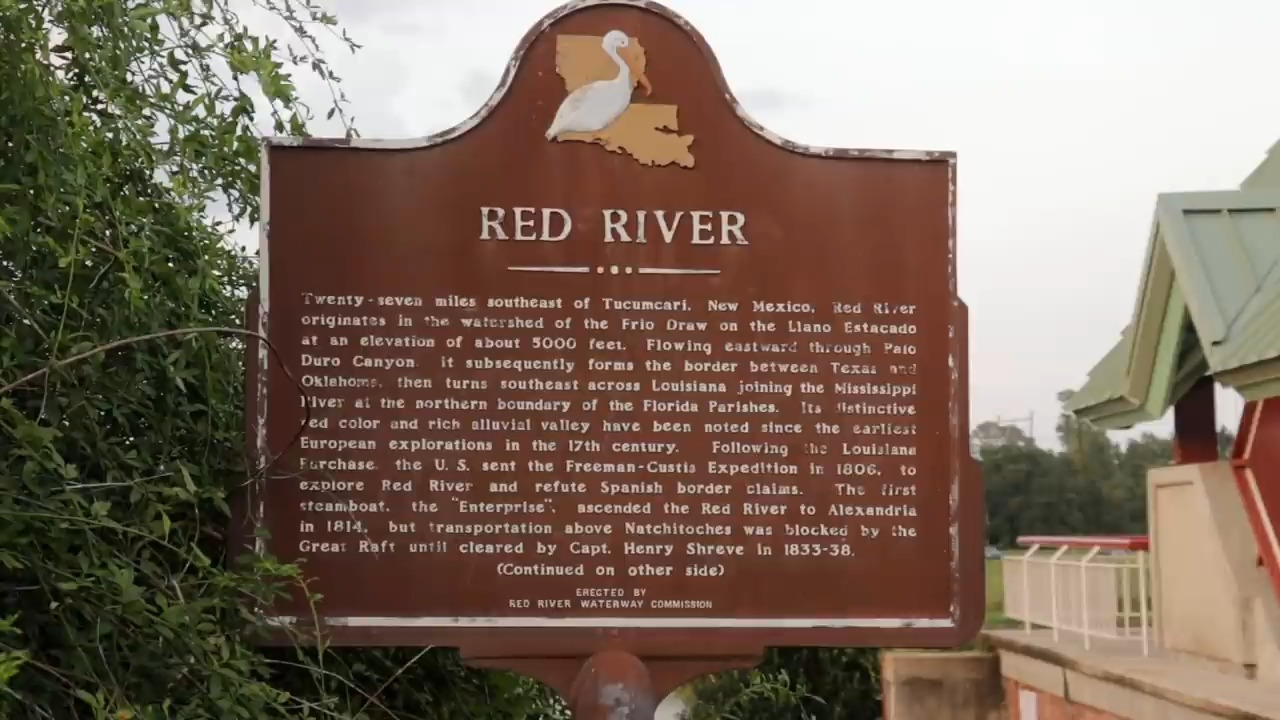 RED RIVER
Twenty-seven miles southeast of Tucumcari, New Mexico, Red River
originates in the watershed of the Frio Draw on the Llano Estacado
at an elevation of about 5000 feet. Flowing eastward through Palo
Duro Canyon, it subsequently forms the border between Texas and
Oklahoma, then turns southeast across Louisiana joining the Mississippi
River at the northern boundary of the Florida Parishes. Its distinctive
red color and rich alluvial valley have been noted since the earliest
European explorations in the 17th century. Following the Louisiana
Purchase, the U.S. sent the Freeman-Custis Expedition in 1806, to
explore Red River and refute Spanish border claims. The first
steamboat, the "Enterprise", ascended the Red River to Alexandria
in 1814, but transportation above Natchitoches was blocked by the
Great Raft until cleared by Capt. Henry Shreve in 1833-38.
(Continued on other side)
ERECTED BY
RED RIVER WATERWAY COMMISSION